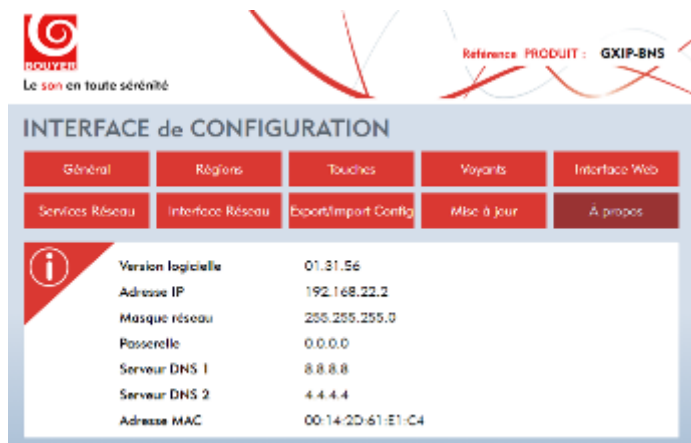 BOUYER
Le son en toute sérénité
Référence PRODUIT : GXIP-BNS
INTERFACE de CONFIGURATION
Général Régions Touches Voyants Interface Web
Services Réseau Interface Réseau Export/Import Config Mise à jour À propos
Version logicielle 01.31.56
Adresse IP 192.168.22.2
Masque réseau 255.255.255.0
Passerelle 0.0.0.0
Serveur DNS 1 8.8.8.8
Serveur DNS 2 4.4.4.4
Adresse MAC 00:14:2D:61:E1:C4